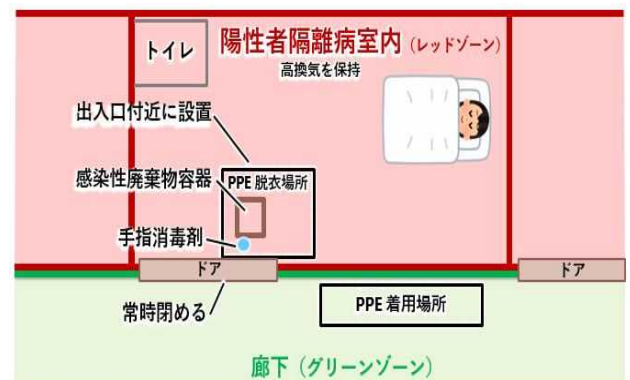 トイレ
陽性者隔離病室内（レッドゾーン）
高換気を保持
出入口付近に設置
感染性廃棄物容器
PPE 脱衣場所
手指消毒剤
ドア
ドア
常時閉める
PPE 着用場所
廊下（グリーンゾーン）